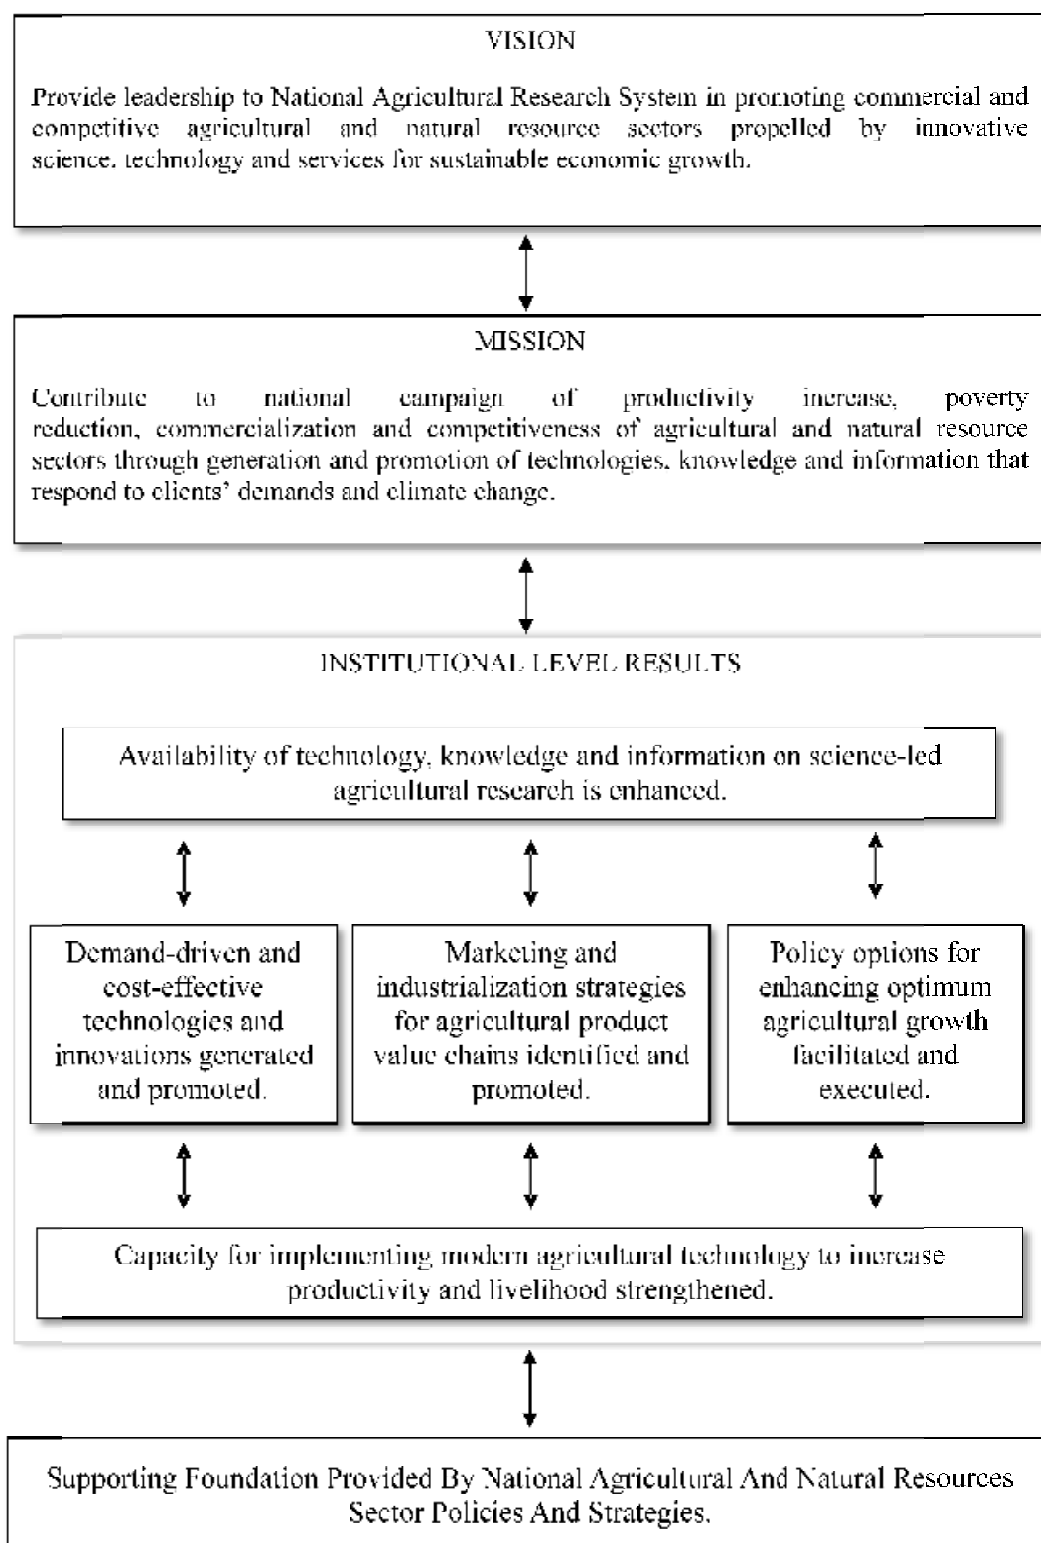 VISION
Provide leadership to National Agricultural Research System in promoting commercial and
competitive agricultural and natural resource sectors propelled by innovative
science, technology and services for sustainable economic growth.
MISSION
Contribute to national campaign of productivity increase, poverty
reduction, commercialization and competitiveness of agricultural and natural resource
sectors through generation and promotion of technologies, knowledge and information that
respond to clients' demands and climate change.
INSTITUTIONAL LEVEL RESULTS
Availability of technology, knowledge and information on science-led
agricultural research is enhanced.
Demand-driven and
cost-effective
technologies and
innovations generated
and promoted.
Marketing and
industrialization strategies
for agricultural product
value chains identified and
promoted.
Policy options for
enhancing optimum
agricultural growth
facilitated and
executed.
Capacity for implementing modern agricultural technology to increase
productivity and livelihood strengthened.
Supporting Foundation Provided By National Agricultural And Natural Resources
Sector Policies And Strategies.